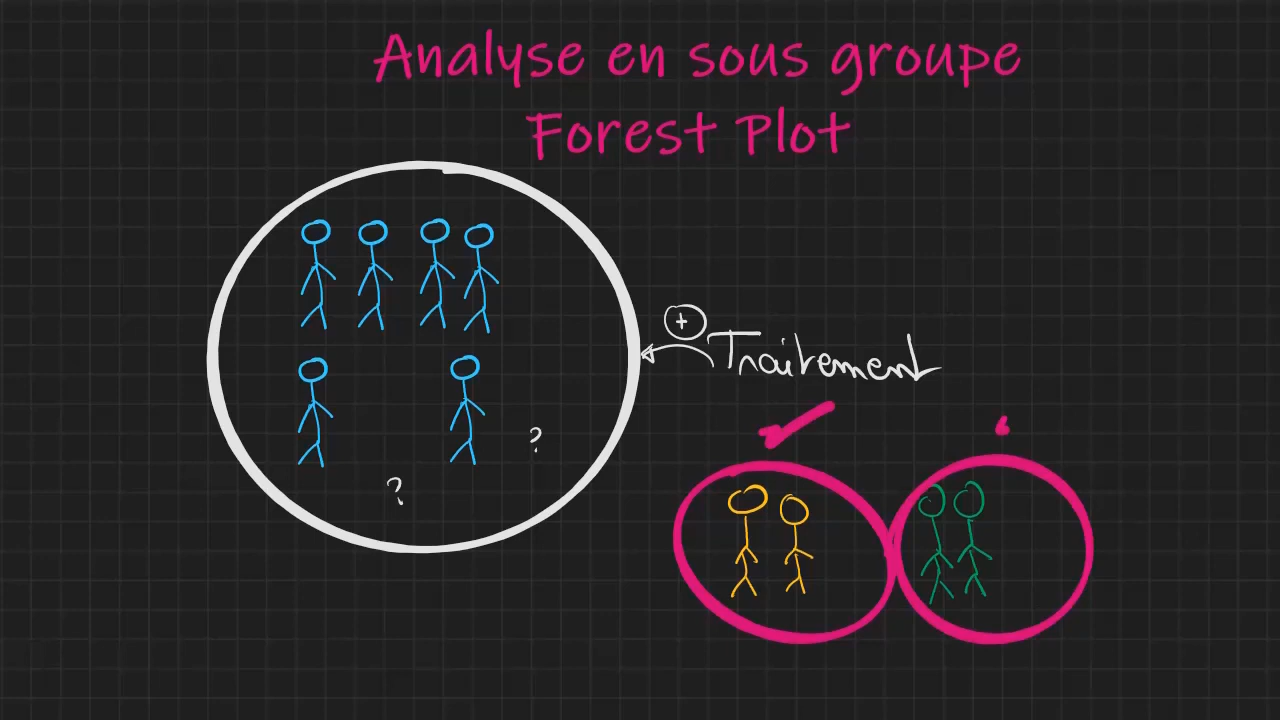 Analyse en sous groupe
Forest Plot
+
Traitement
?
?